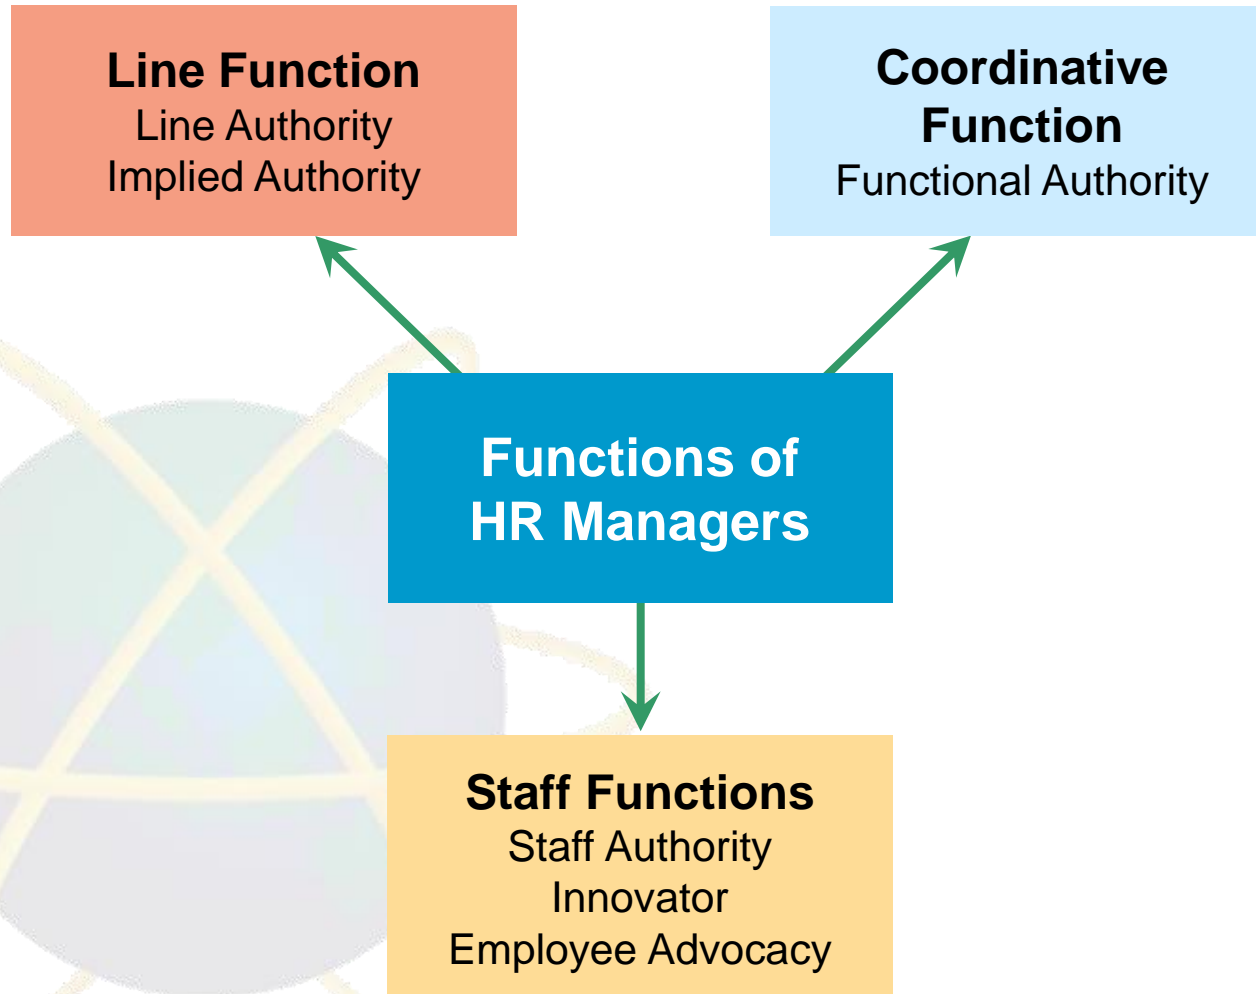 Line Function
Line Authority
Implied Authority
Coordinative
Function
Functional Authority
Functions of
HR Managers
Staff Functions
Staff Authority
Innovator
Employee Advocacy